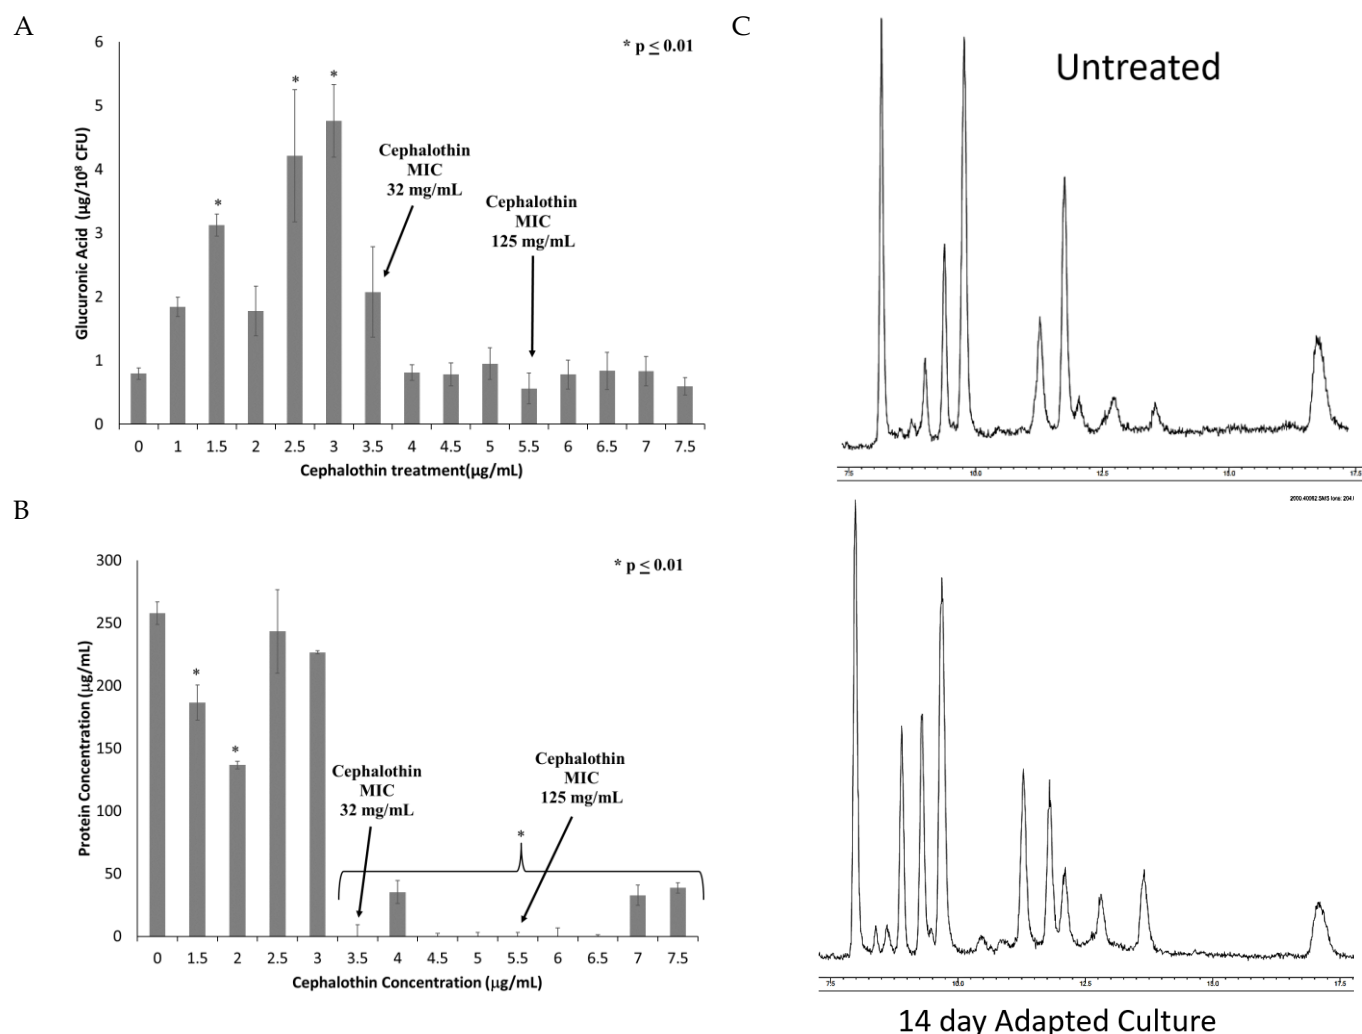 A
* p ≤ 0.01
Glucuronic Acid (µg/10⁸ CFU)
6
5
4
3
2
1
0
*
*
*
Cephalothin
MIC
32 mg/mL
Cephalothin
MIC
125 mg/mL
0 1 1.5 2 2.5 3 3.5 4 4.5 5 5.5 6 6.5 7 7.5
Cephalothin treatment(µg/mL)
B
* p ≤ 0.01
Protein Concentration (µg/mL)
300
250
200
150
100
50
0
*
*
*
Cephalothin
MIC
32 mg/mL
Cephalothin
MIC
125 mg/mL
0 1.5 2 2.5 3 3.5 4 4.5 5 5.5 6 6.5 7 7.5
Cephalothin Concentration (µg/mL)
C
Untreated
7.5 10.0 12.5 15.0 17.5
7.5 10.0 12.5 15.0 17.5
14 day Adapted Culture